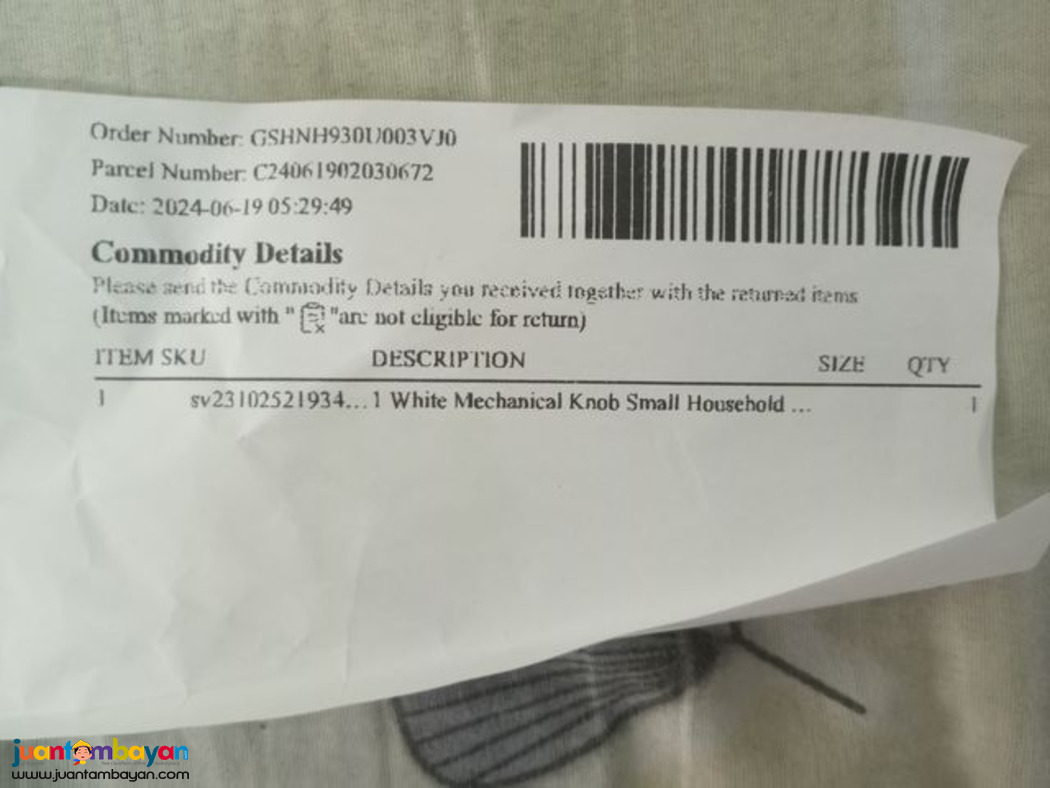 Order Number: GSHNH930U003VJ0
Parcel Number: C24061902030672
Date: 2024-06-19 05:29:49
Commodity Details
Please send the Commodity Details you received together with the returned items
(Items marked with " "are not eligible for return)
ITEM SKU DESCRIPTION SIZE QTY
1 sv23102521934... 1 White Mechanical Knob Small Household ... 1
juantambayan
www.juantambayan.com